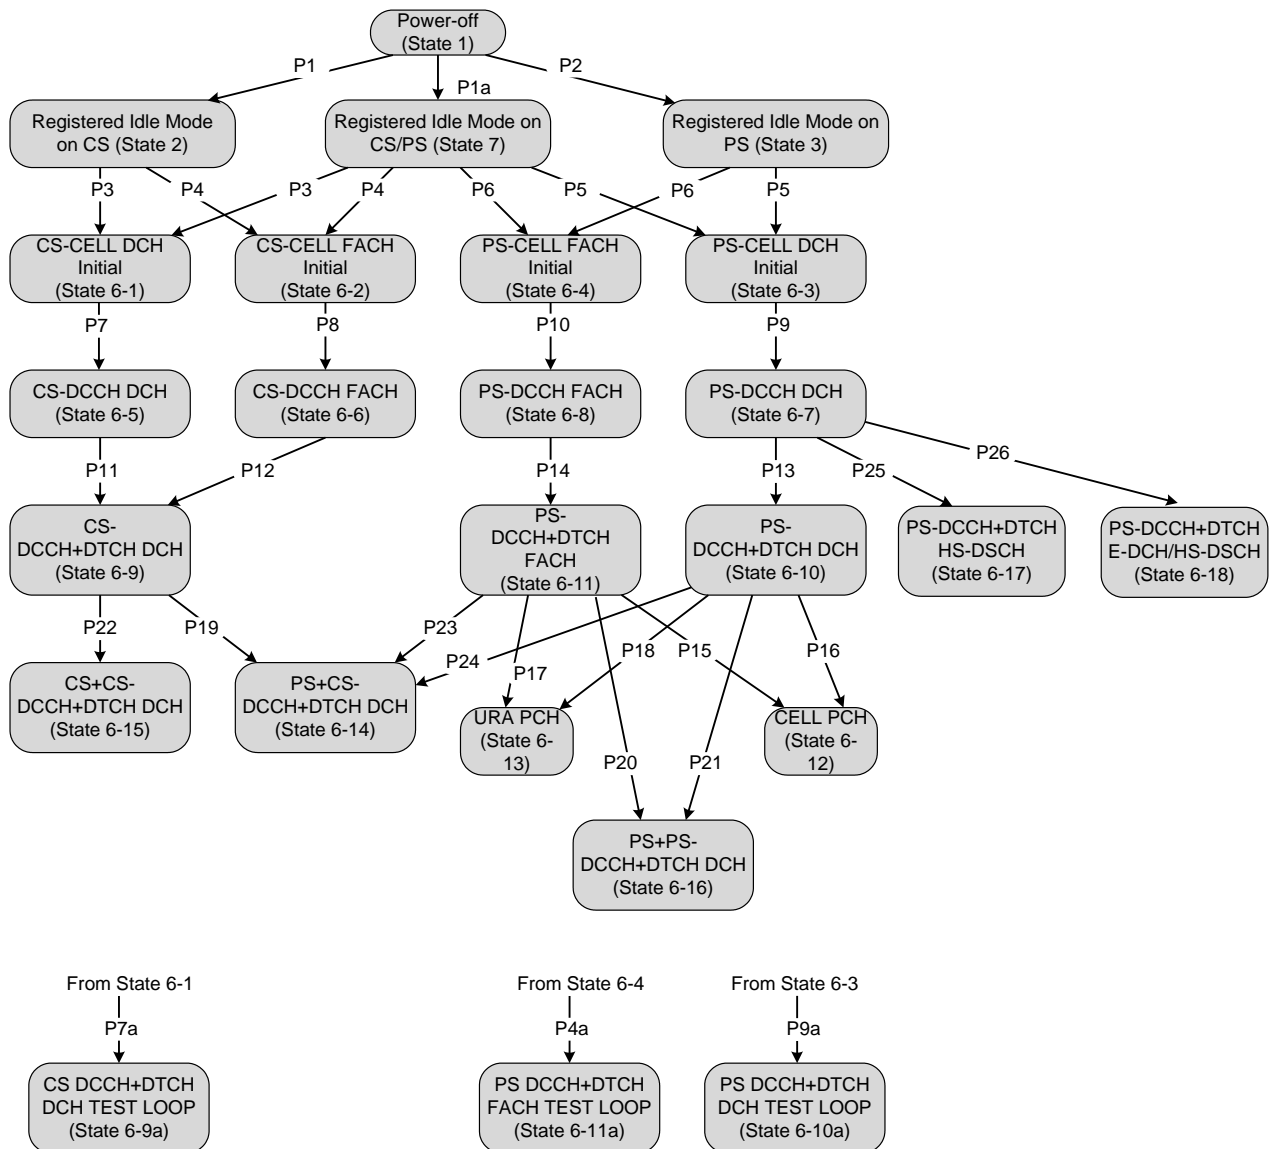 Power-off
(State 1)
P1
P1a
P2
Registered Idle Mode
on CS (State 2)
Registered Idle Mode on
CS/PS (State 7)
Registered Idle Mode on
PS (State 3)
P3
P4
P3
P4
P6
P5
P6
P5
CS-CELL DCH
Initial
(State 6-1)
CS-CELL FACH
Initial
(State 6-2)
PS-CELL FACH
Initial
(State 6-4)
PS-CELL DCH
Initial
(State 6-3)
P7
P8
P10
P9
CS-DCCH DCH
(State 6-5)
CS-DCCH FACH
(State 6-6)
PS-DCCH FACH
(State 6-8)
PS-DCCH DCH
(State 6-7)
P11
P12
P14
P13
P25
P26
CS-
DCCH+DTCH DCH
(State 6-9)
PS-
DCCH+DTCH
FACH
(State 6-11)
PS-
DCCH+DTCH DCH
(State 6-10)
PS-DCCH+DTCH
HS-DSCH
(State 6-17)
PS-DCCH+DTCH
E-DCH/HS-DSCH
(State 6-18)
P22
P19
P23
P24
P17
P18
P15
P16
CS+CS-
DCCH+DTCH DCH
(State 6-15)
PS+CS-
DCCH+DTCH DCH
(State 6-14)
URA PCH
(State 6-
13)
CELL PCH
(State 6-
12)
P20
P21
PS+PS-
DCCH+DTCH DCH
(State 6-16)
From State 6-1
From State 6-4
From State 6-3
P7a
P4a
P9a
CS DCCH+DTCH
DCH TEST LOOP
(State 6-9a)
PS DCCH+DTCH
FACH TEST LOOP
(State 6-11a)
PS DCCH+DTCH
DCH TEST LOOP
(State 6-10a)